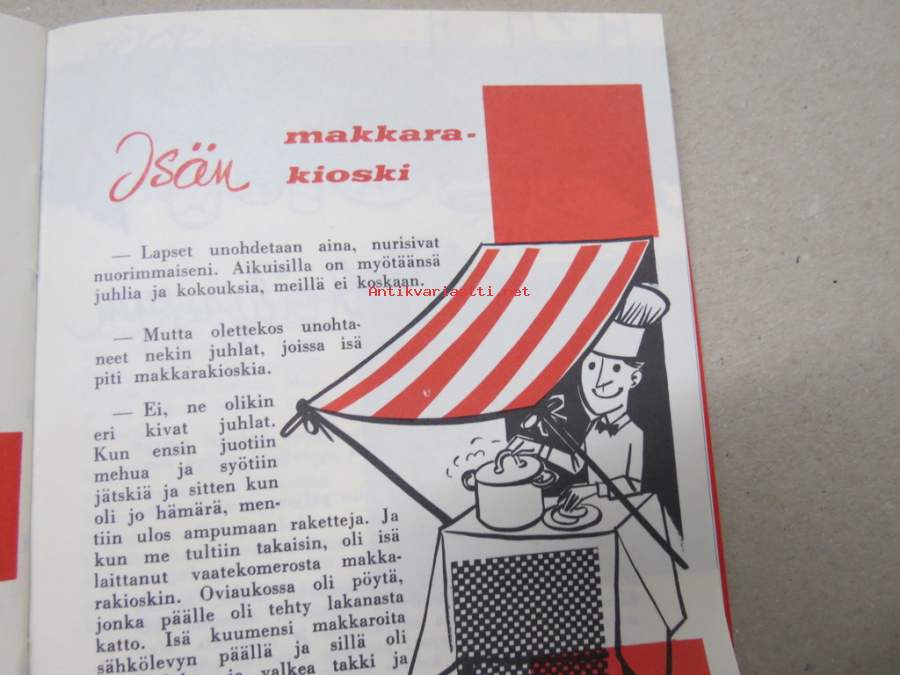 Isän makkara-
kioski
— Lapset unohdetaan aina, nurisivat
nuorimmaiseni. Aikuisilla on myötäänsä
juhlia ja kokouksia, meillä ei koskaan.
Antikvariaatti.net
— Mutta olettekos unohta-
neet nekin juhlat, joissa isä
piti makkarakioskia.
— Ei, ne olikin
eri kivat juhlat.
Kun ensin juotiin
mehua ja syötiin
jätskiä ja sitten kun
oli jo hämärä, men-
tiin ulos ampumaan raketteja. Ja
kun me tultiin takaisin, oli isä
laittanut vaatekomerosta makka-
rakioskin. Oviaukossa oli pöytä,
jonka päälle oli tehty lakanasta
katto. Isä kuumensi makkaroita
sähkölevyn päällä ja sillä oli
ja valkea takki ja